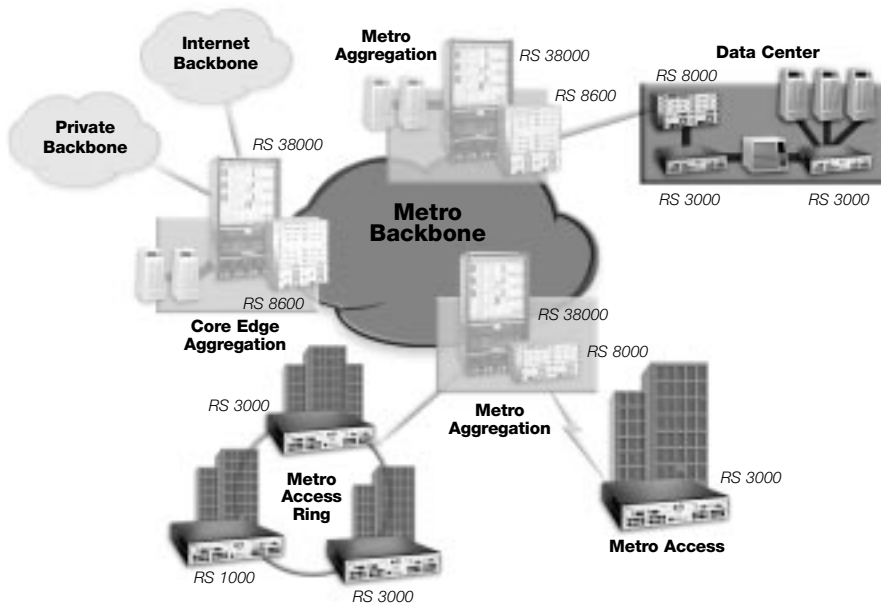 Internet
Backbone
Private
Backbone
RS 38000
Metro
Aggregation
RS 38000
RS 8600
Data Center
RS 8000
RS 3000
RS 3000
Metro
Backbone
RS 8600
Core Edge
Aggregation
RS 38000
RS 8000
Metro
Aggregation
RS 3000
Metro
Access
Ring
RS 1000
RS 3000
RS 3000
Metro Access